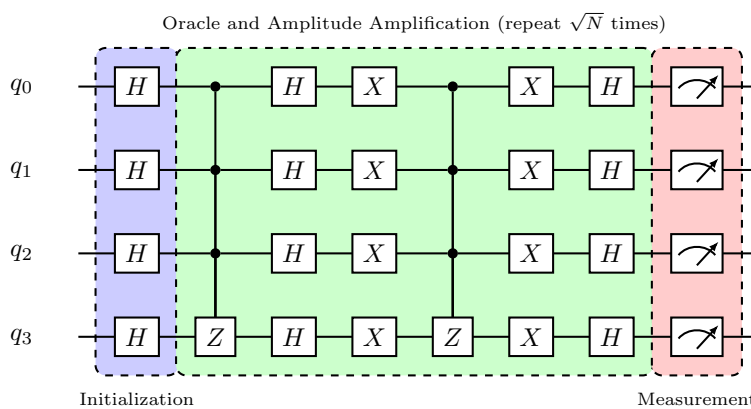 Oracle and Amplitude Amplification (repeat √N times)
q₀ H H X X H
q₁ H H X X H
q₂ H H X X H
q₃ H Z H X Z X H
Initialization Measurement